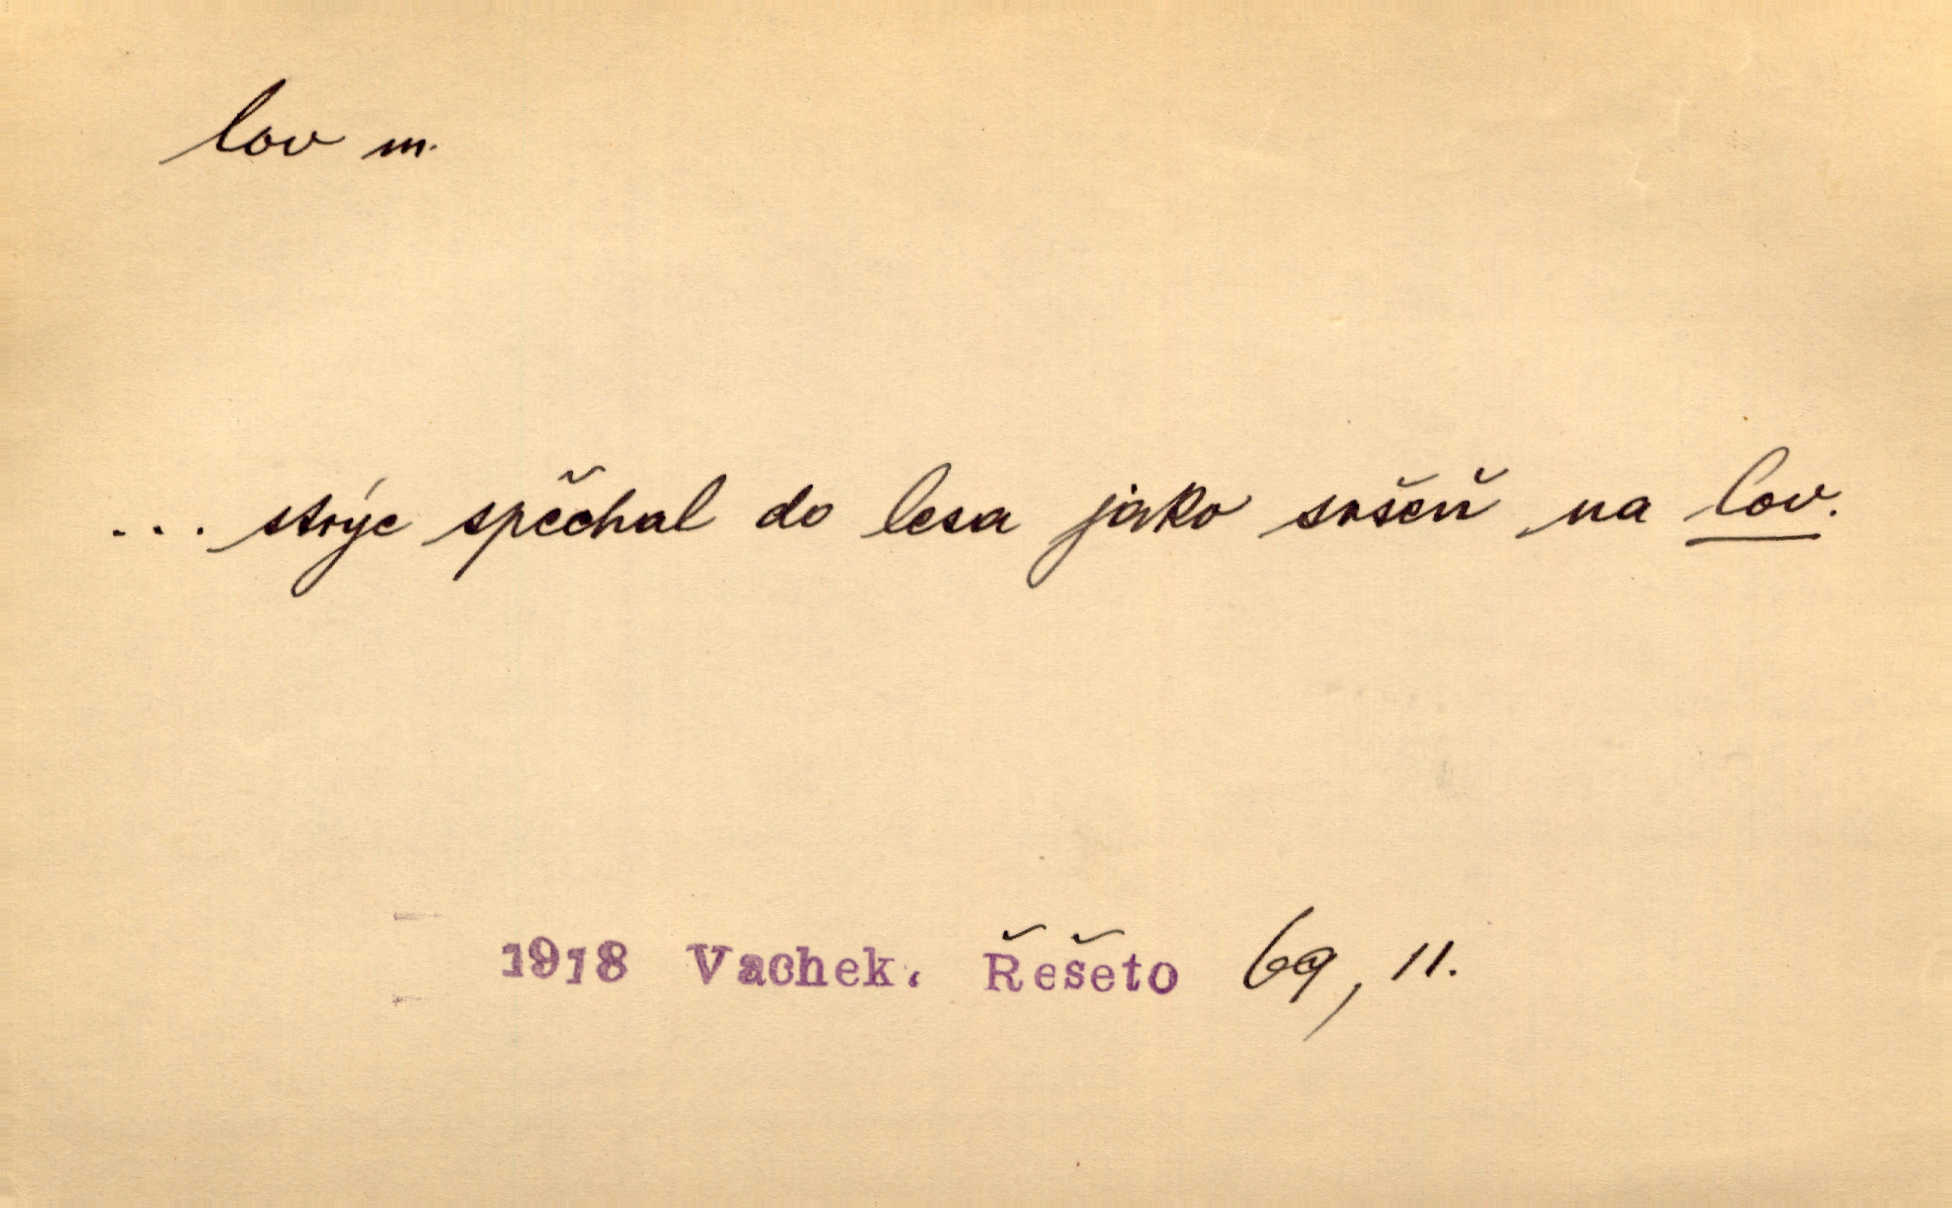 lov m.
... strýc spěchal do lesa jako sršeň na lov.
1918 Vachek. Řešeto 69, 11.